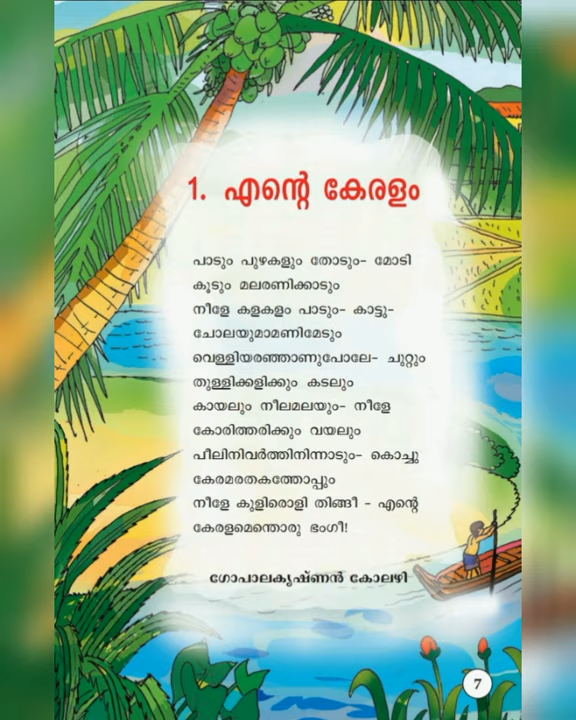 1. എന്റെ കേരളം
പാടും പുഴകളും തോടും- മോടി
കൂടും മലരണിക്കാടും
നീളേ കളകളം പാടും- കാട്ടു-
ചോലയുമാമണിമേടും
വെള്ളിയരഞ്ഞാണുപോലേ- ചുറ്റും
തുള്ളിക്കളിക്കും കടലും
കായലും നീലമലയും- നീളേ
കോരിത്തരിക്കും വയലും
പീലിനിവർത്തിനിന്നാടും- കൊച്ചു
കേരമരതകത്തോപ്പും
നീളേ കുളിരൊളി തിങ്ങീ - എന്റെ
കേരളമെന്തൊരു ഭംഗീ!
ഗോപാലകൃഷ്ണൻ കോലഴി
7